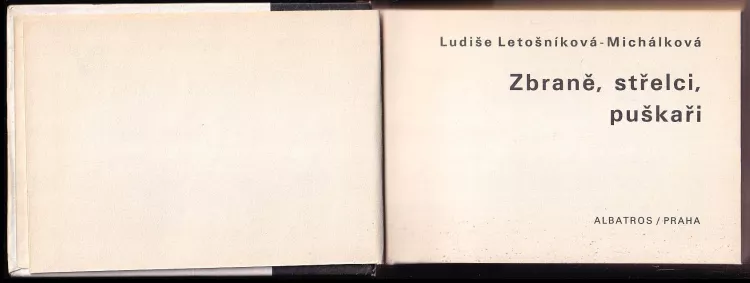 Ludiše Letošníková-Michálková
Zbraně, střelci,
puškaři
ALBATROS / PRAHA